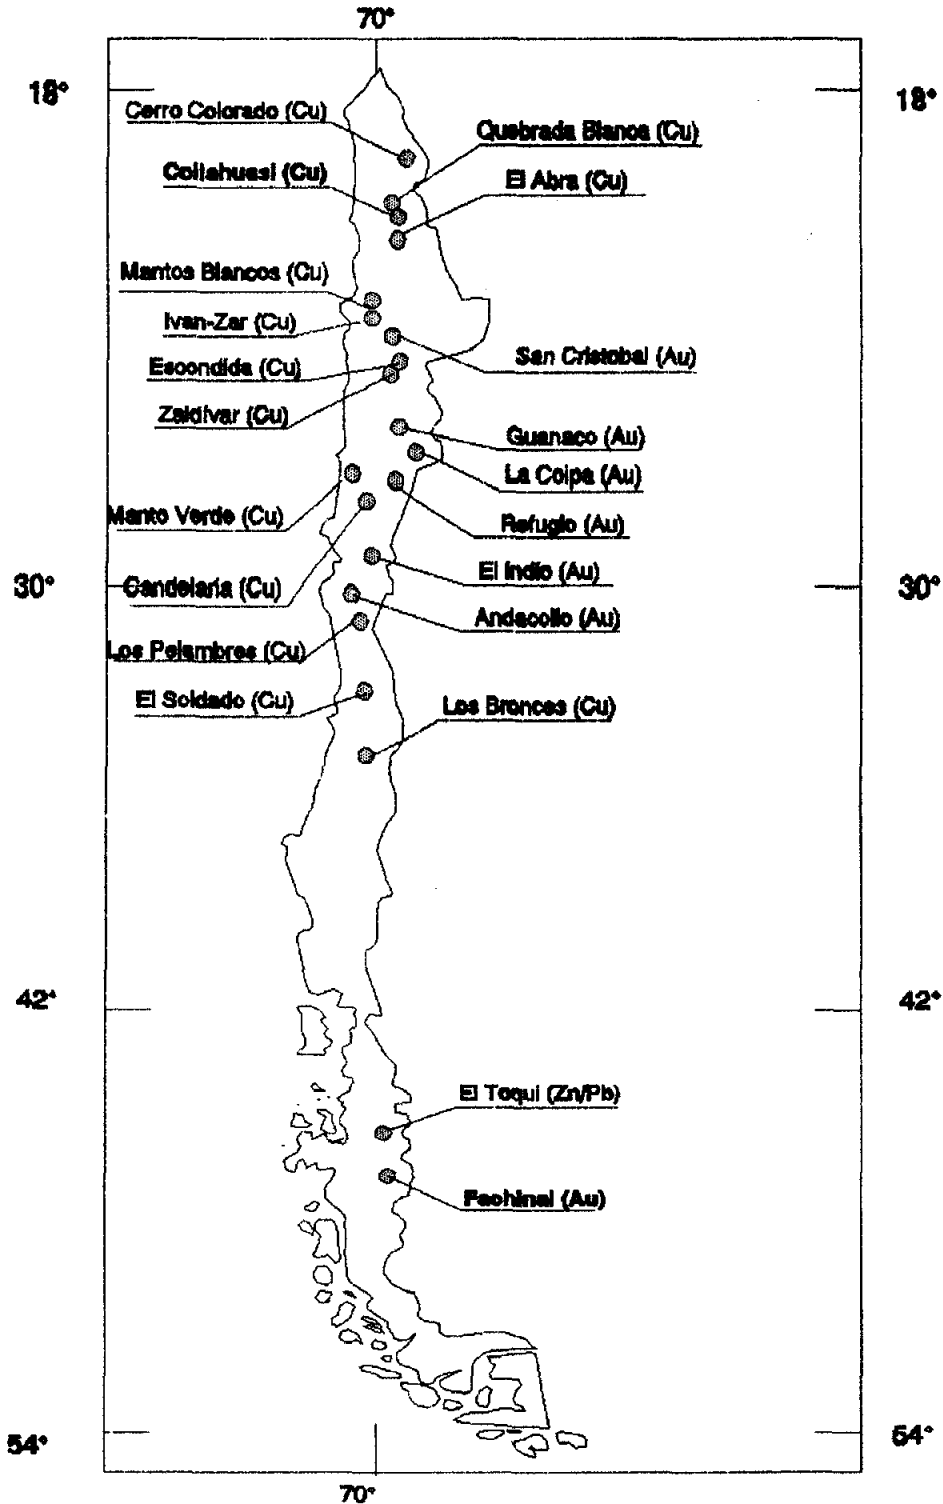 70°
18°
18°
Cerro Colorado (Cu)
Quebrada Blanca (Cu)
Collahuasi (Cu)
El Abra (Cu)
Mantos Blancos (Cu)
Ivan-Zar (Cu)
San Cristobal (Au)
Escondida (Cu)
Zaldívar (Cu)
Guanaco (Au)
La Coipa (Au)
Manto Verde (Cu)
Refugio (Au)
El Indio (Au)
30°
Candelaria (Cu)
30°
Andacollo (Au)
Los Pelambres (Cu)
El Soldado (Cu)
Los Bronces (Cu)
42°
42°
El Toqui (Zn/Pb)
Fachinal (Au)
54°
54°
70°